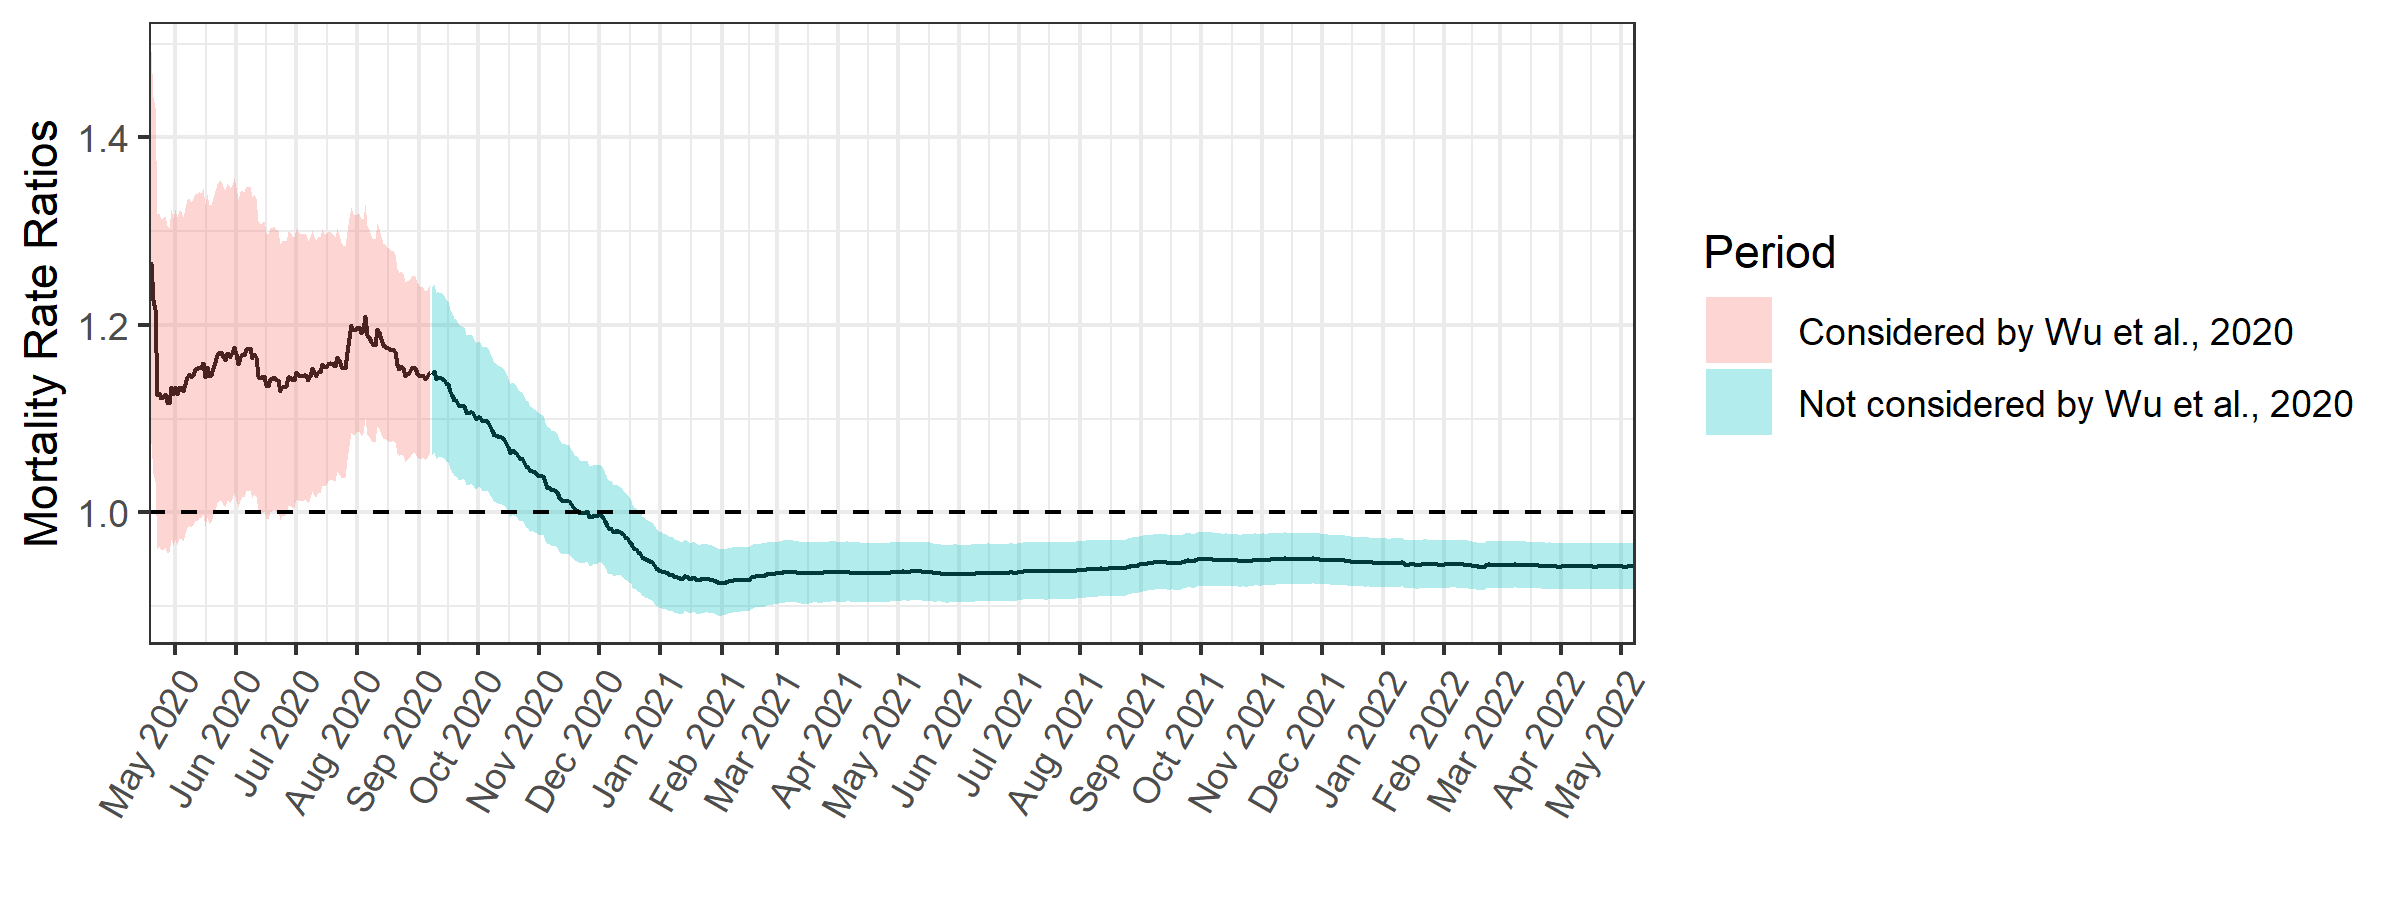 Mortality Rate Ratios
1.4
1.2
1.0
May 2020
Jun 2020
Jul 2020
Aug 2020
Sep 2020
Oct 2020
Nov 2020
Dec 2020
Jan 2021
Feb 2021
Mar 2021
Apr 2021
May 2021
Jun 2021
Jul 2021
Aug 2021
Sep 2021
Oct 2021
Nov 2021
Dec 2021
Jan 2022
Feb 2022
Mar 2022
Apr 2022
May 2022
Period
Considered by Wu et al., 2020
Not considered by Wu et al., 2020